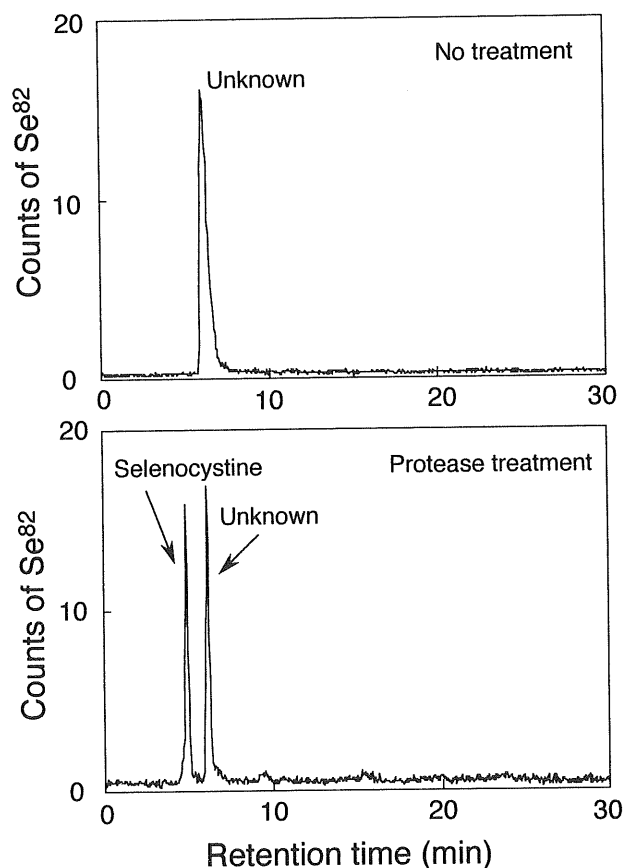 20
Counts of Se82
10
0
No treatment
Unknown
0
10
20
30
20
Counts of Se82
10
0
Selenocystine
Protease treatment
Unknown
0
10
20
30
Retention time (min)